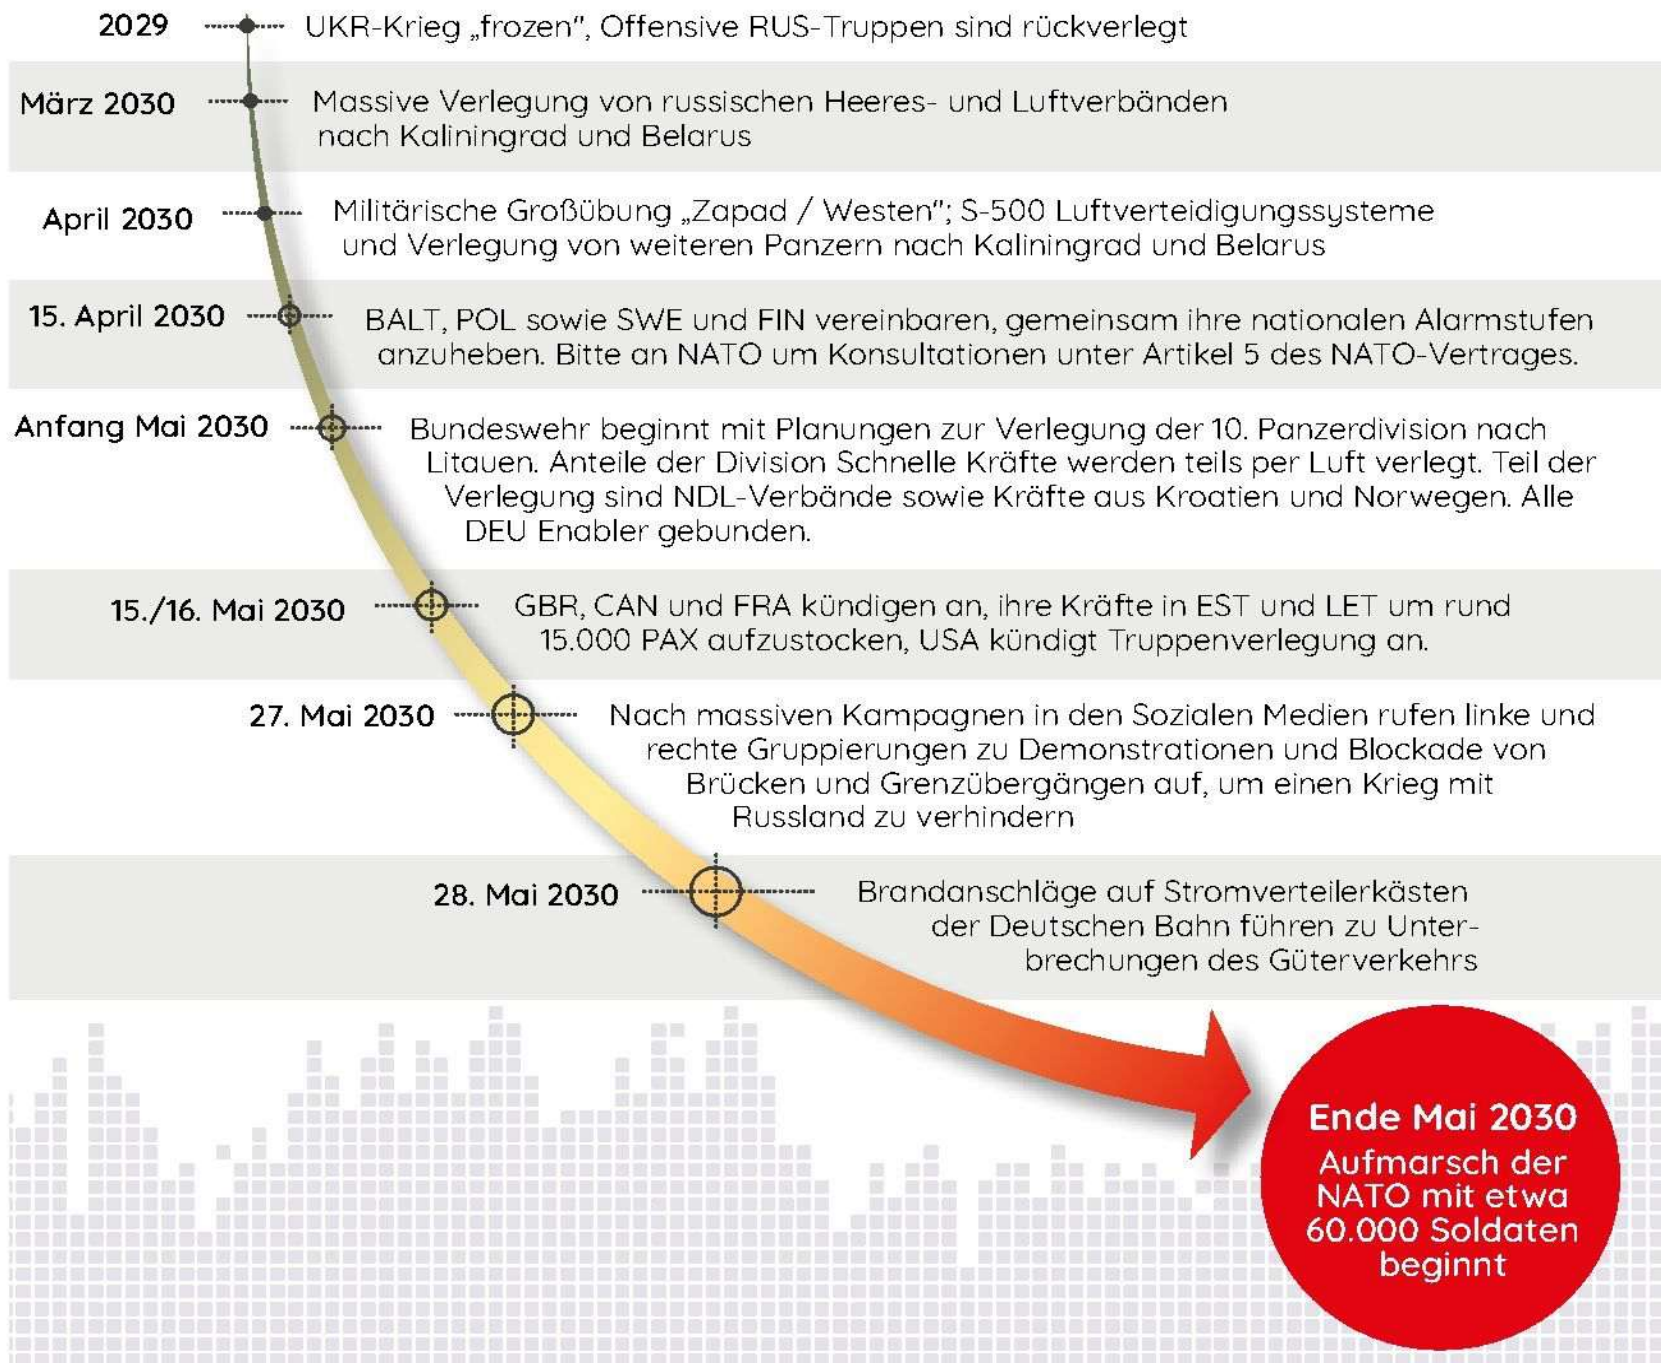 2029
UKR-Krieg „frozen“, Offensive RUS-Truppen sind rückverlegt
März 2030
Massive Verlegung von russischen Heeres- und Luftverbänden
nach Kaliningrad und Belarus
April 2030
Militärische Großübung „Zapad / Westen“; S-500 Luftverteidigungssysteme
und Verlegung von weiteren Panzern nach Kaliningrad und Belarus
15. April 2030
BALT, POL sowie SWE und FIN vereinbaren, gemeinsam ihre nationalen Alarmstufen
anzuheben. Bitte an NATO um Konsultationen unter Artikel 5 des NATO-Vertrages.
Anfang Mai 2030
Bundeswehr beginnt mit Planungen zur Verlegung der 10. Panzerdivision nach
Litauen. Anteile der Division Schnelle Kräfte werden teils per Luft verlegt. Teil der
Verlegung sind NDL-Verbände sowie Kräfte aus Kroatien und Norwegen. Alle
DEU Enabler gebunden.
15./16. Mai 2030
GBR, CAN und FRA kündigen an, ihre Kräfte in EST und LET um rund
15.000 PAX aufzustocken, USA kündigt Truppenverlegung an.
27. Mai 2030
Nach massiven Kampagnen in den Sozialen Medien rufen linke und
rechte Gruppierungen zu Demonstrationen und Blockade von
Brücken und Grenzübergängen auf, um einen Krieg mit
Russland zu verhindern
28. Mai 2030
Brandanschläge auf Stromverteilerkästen
der Deutschen Bahn führen zu Unter-
brechungen des Güterverkehrs
Ende Mai 2030
Aufmarsch der
NATO mit etwa
60.000 Soldaten
beginnt